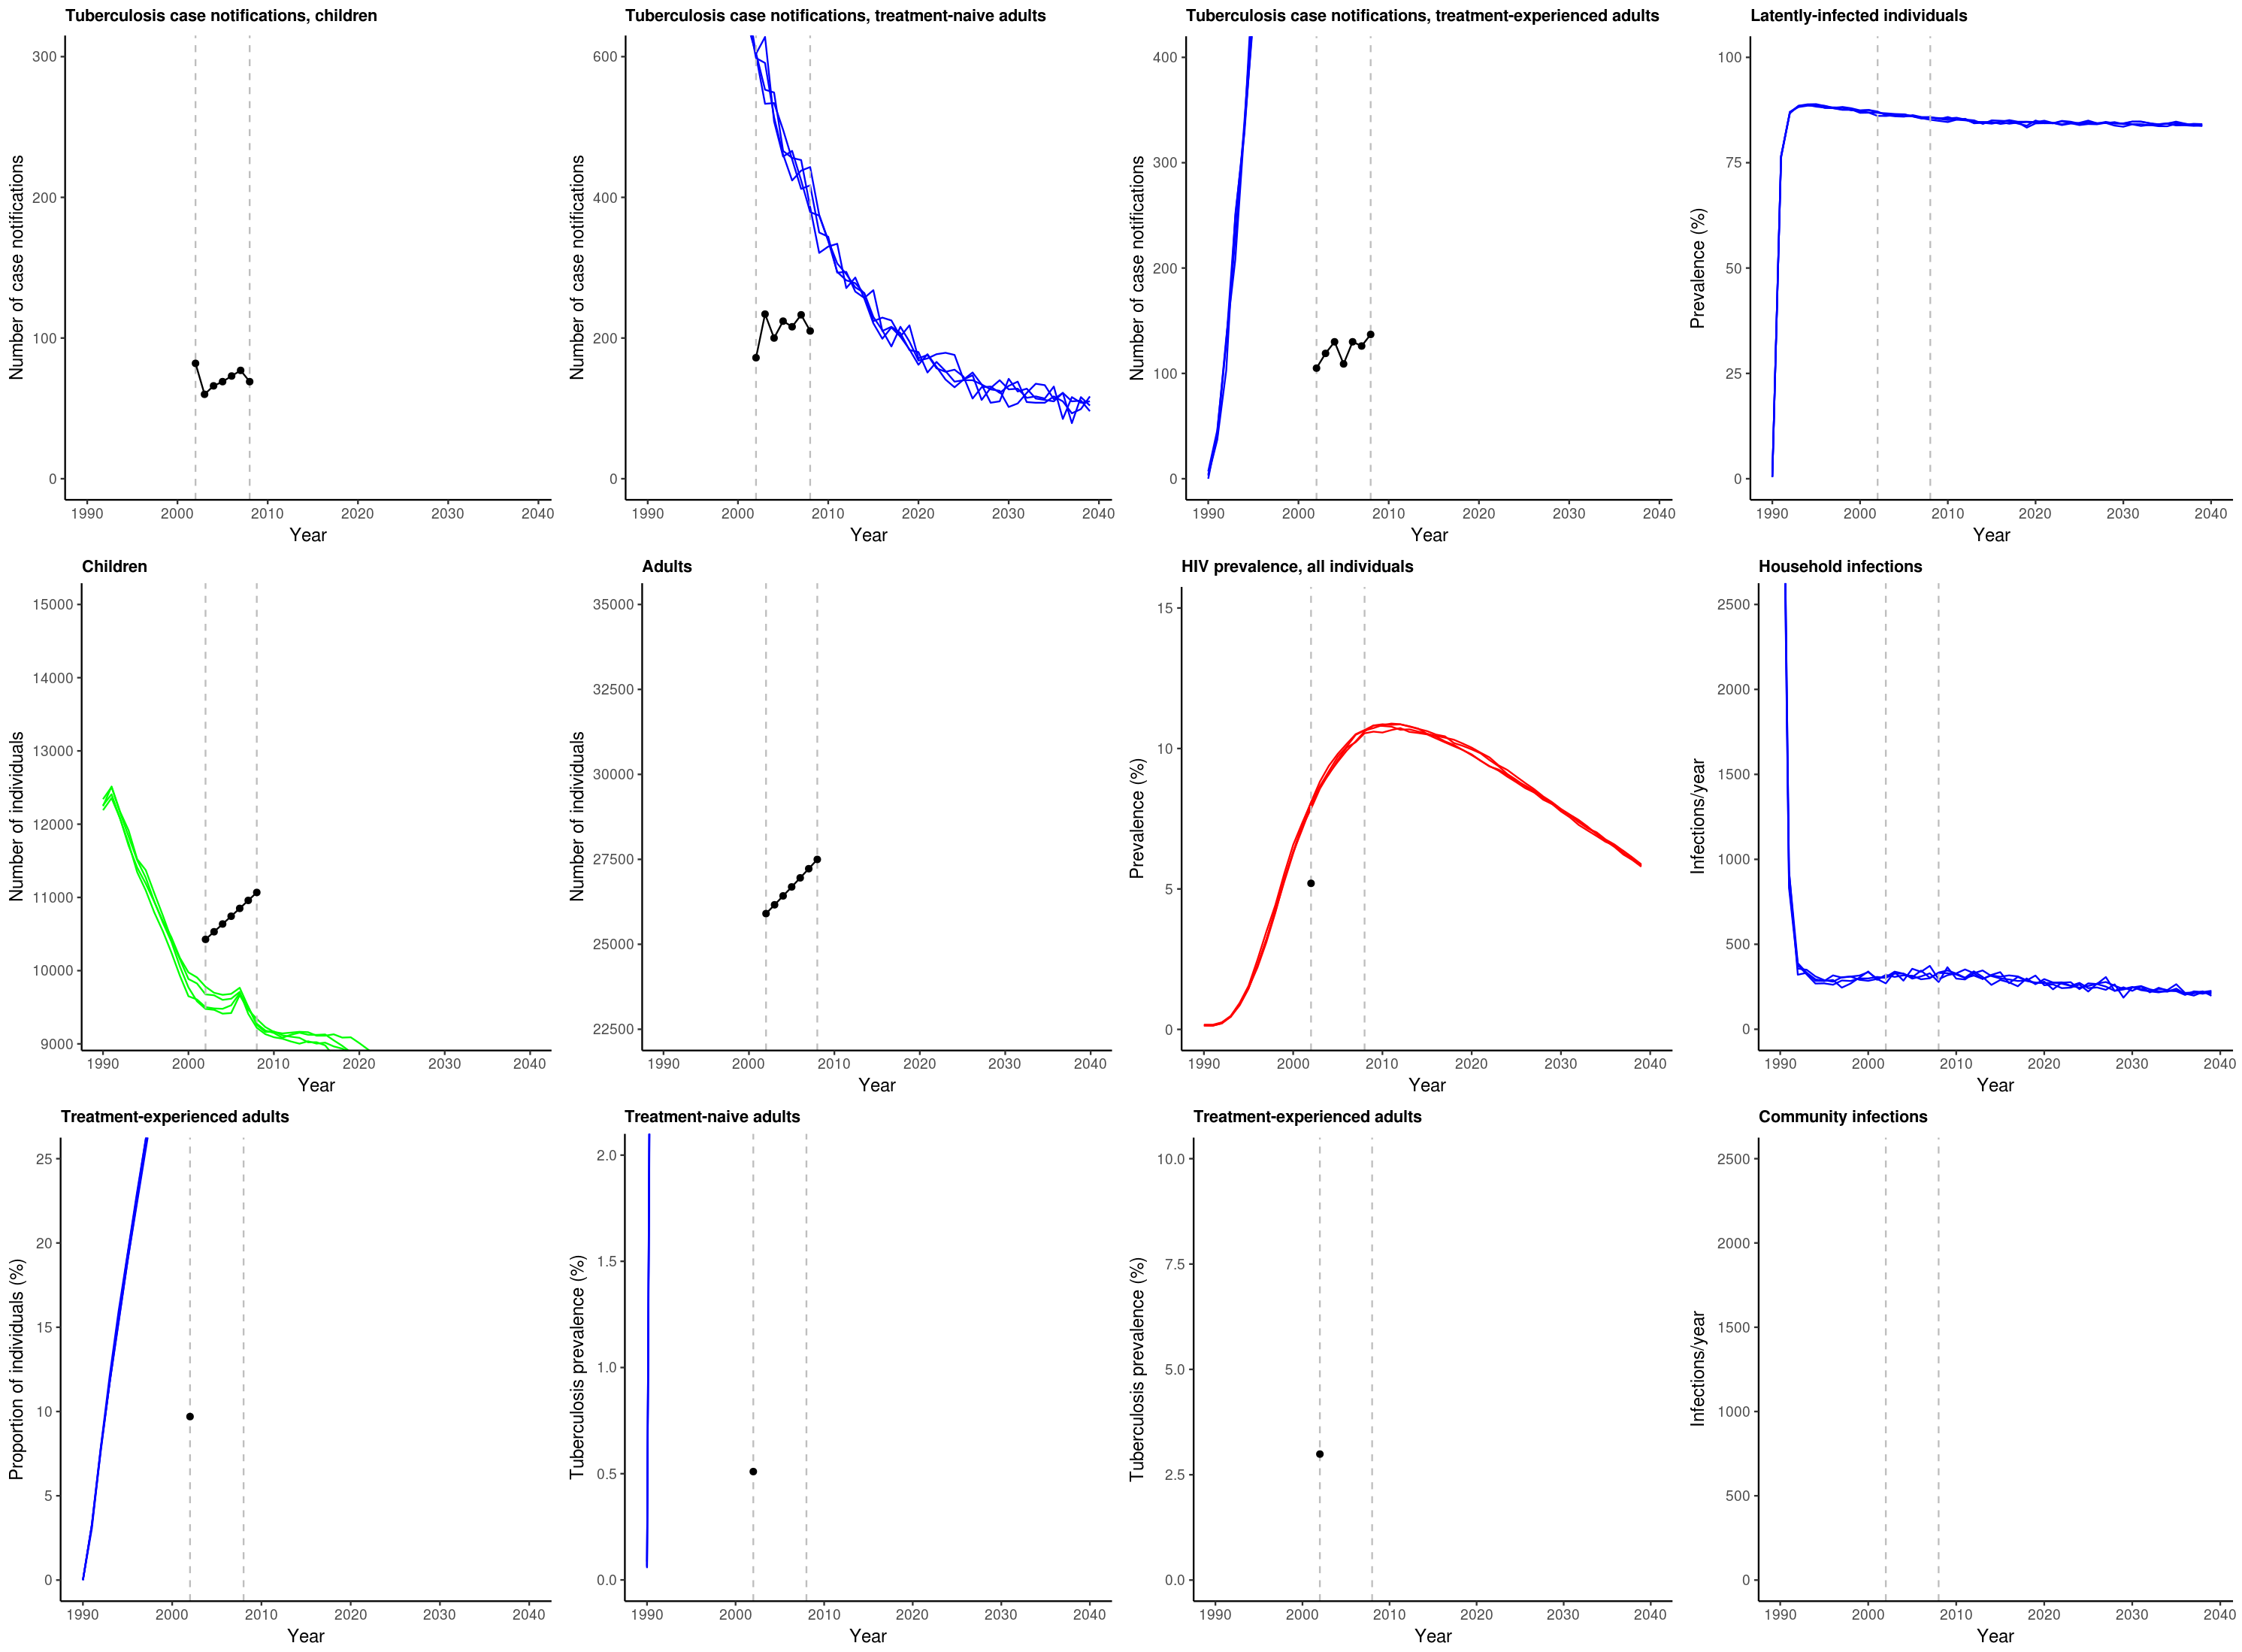 Tuberculosis case notifications, children
Number of case notifications
300
200
100
0
1990 2000 2010 2020 2030 2040
Year
Tuberculosis case notifications, treatment-naive adults
Number of case notifications
600
400
200
0
1990 2000 2010 2020 2030 2040
Year
Tuberculosis case notifications, treatment-experienced adults
Number of case notifications
400
300
200
100
0
1990 2000 2010 2020 2030 2040
Year
Latently-infected individuals
Prevalence (%)
100
75
50
25
0
1990 2000 2010 2020 2030 2040
Year
Children
Number of individuals
15000
14000
13000
12000
11000
10000
9000
1990 2000 2010 2020 2030 2040
Year
Adults
Number of individuals
35000
32500
30000
27500
25000
22500
1990 2000 2010 2020 2030 2040
Year
HIV prevalence, all individuals
Prevalence (%)
15
10
5
0
1990 2000 2010 2020 2030 2040
Year
Household infections
Infections/year
2500
2000
1500
1000
500
0
1990 2000 2010 2020 2030 2040
Year
Treatment-experienced adults
Proportion of individuals (%)
25
20
15
10
5
0
1990 2000 2010 2020 2030 2040
Year
Treatment-naive adults
Tuberculosis prevalence (%)
2.0
1.5
1.0
0.5
0.0
1990 2000 2010 2020 2030 2040
Year
Treatment-experienced adults
Tuberculosis prevalence (%)
10.0
7.5
5.0
2.5
0.0
1990 2000 2010 2020 2030 2040
Year
Community infections
Infections/year
2500
2000
1500
1000
500
0
1990 2000 2010 2020 2030 2040
Year